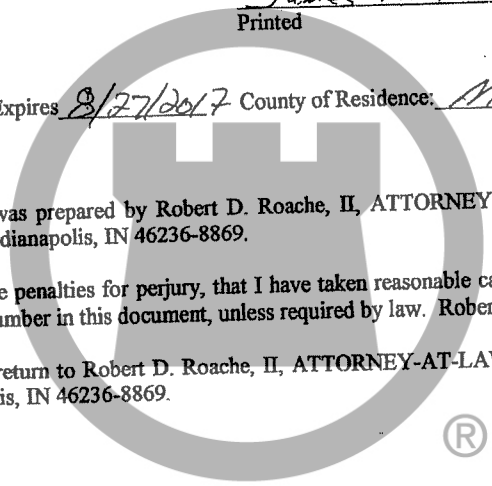 Printed
Expires 8/27/2017 County of Residence:
was prepared by Robert D. Roache, II, ATTORNEY
dianapolis, IN 46236-8869.
e penalties for perjury, that I have taken reasonable ca
umber in this document, unless required by law. Rober
return to Robert D. Roache, II, ATTORNEY-AT-LAW
is, IN 46236-8869.
®